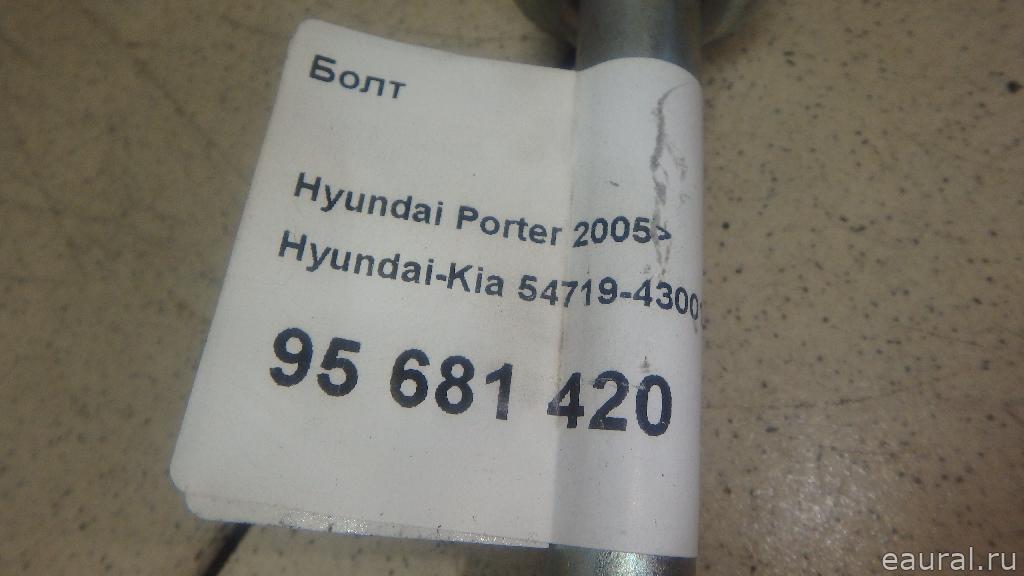 Болт
Hyundai Porter 2005>
Hyundai-Kia 54719-4300
95 681 420
eaural.ru